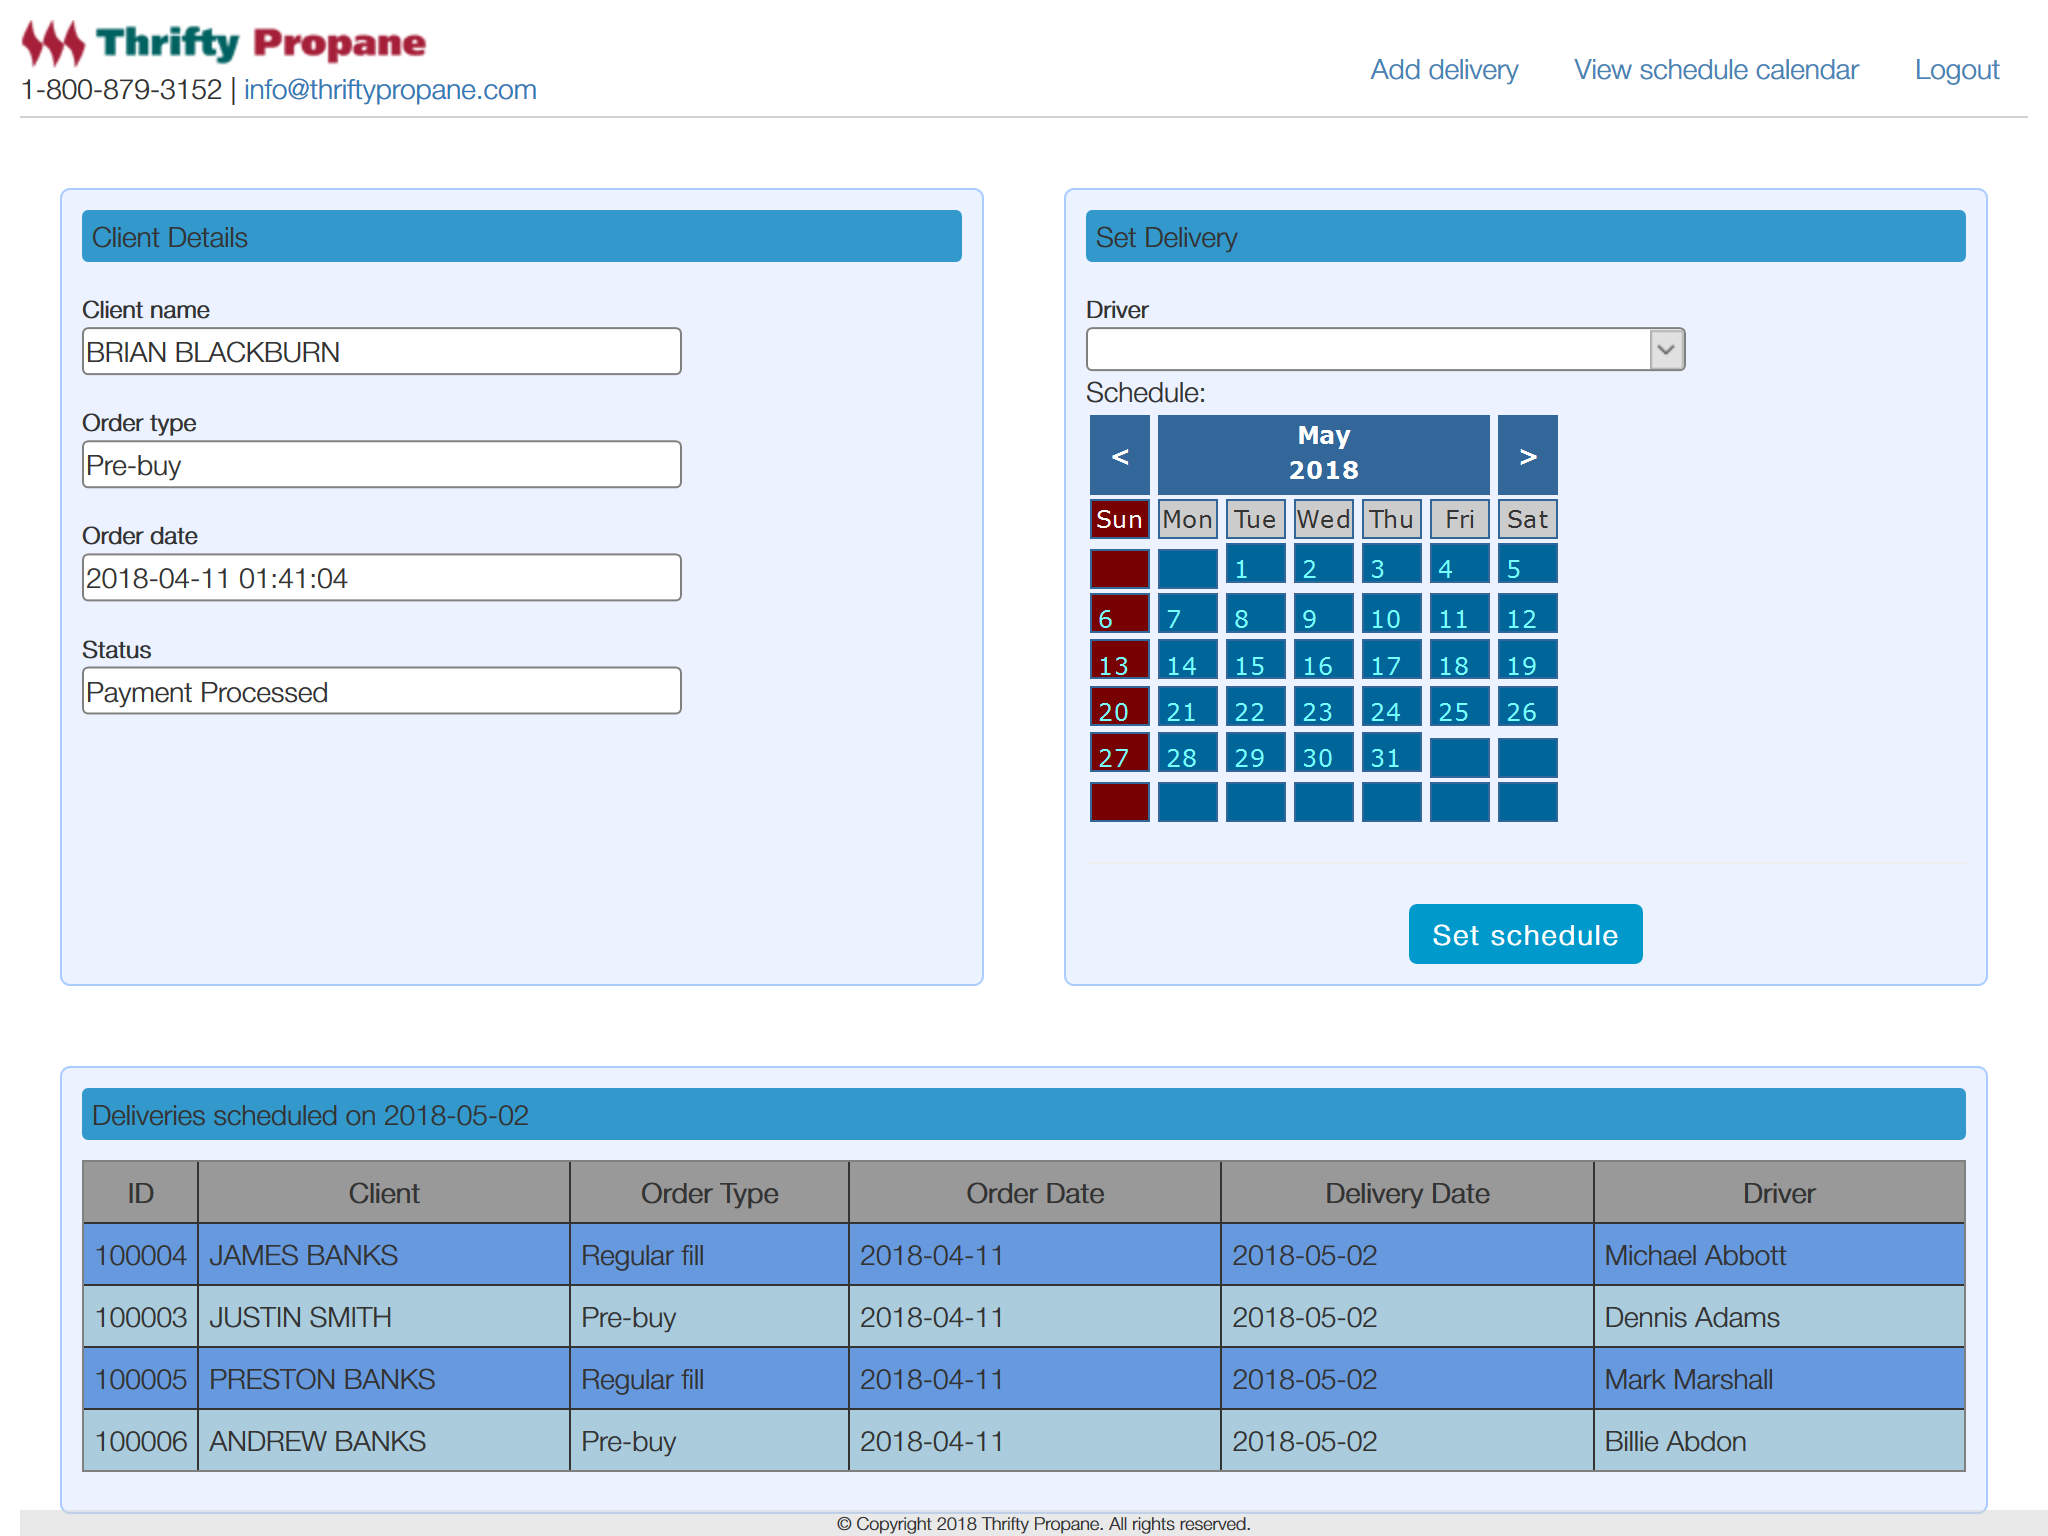 Thrifty Propane
1-800-879-3152 | info@thriftypropane.com
Add delivery View schedule calendar Logout
Client Details
Client name
BRIAN BLACKBURN
Order type
Pre-buy
Order date
2018-04-11 01:41:04
Status
Payment Processed
Set Delivery
Driver
Schedule:
< May 2018 >
Sun Mon Tue Wed Thu Fri Sat
1 2 3 4 5
6 7 8 9 10 11 12
13 14 15 16 17 18 19
20 21 22 23 24 25 26
27 28 29 30 31
Set schedule
Deliveries scheduled on 2018-05-02
ID Client Order Type Order Date Delivery Date Driver
100004 JAMES BANKS Regular fill 2018-04-11 2018-05-02 Michael Abbott
100003 JUSTIN SMITH Pre-buy 2018-04-11 2018-05-02 Dennis Adams
100005 PRESTON BANKS Regular fill 2018-04-11 2018-05-02 Mark Marshall
100006 ANDREW BANKS Pre-buy 2018-04-11 2018-05-02 Billie Abdon
© Copyright 2018 Thrifty Propane. All rights reserved.